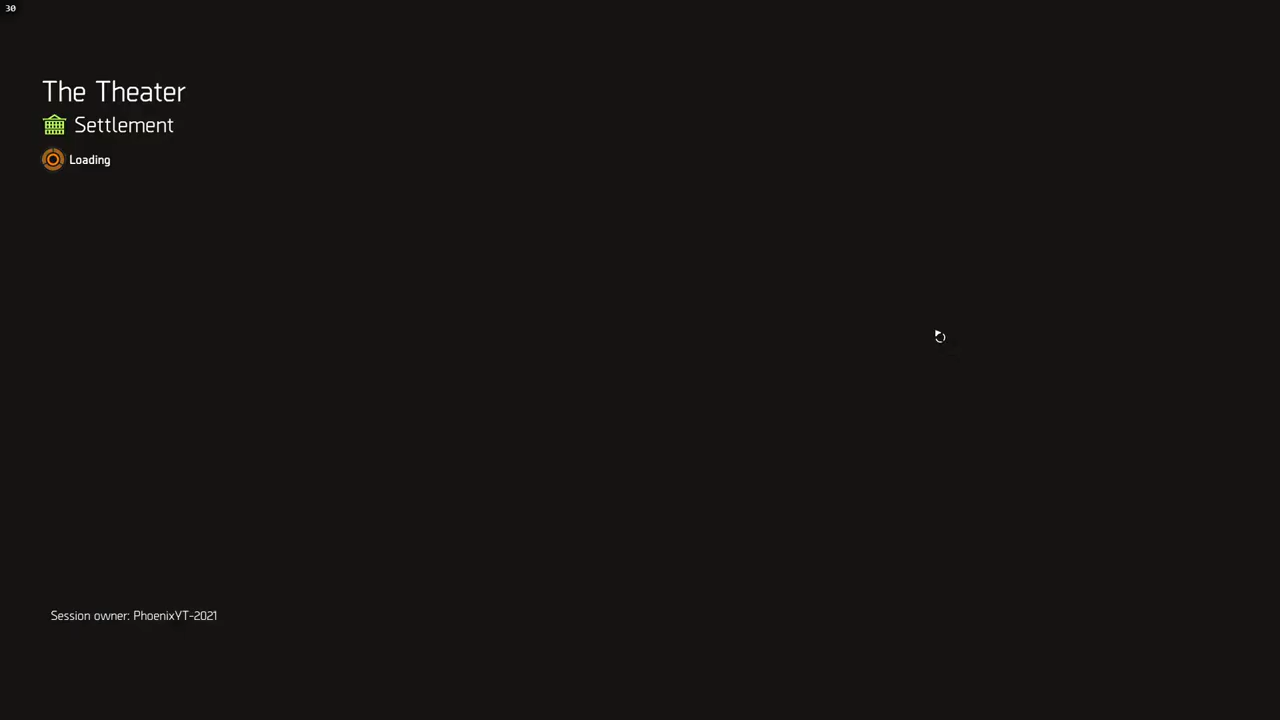 30
The Theater
Settlement
Loading
Session owner: PhoenixYT-2021